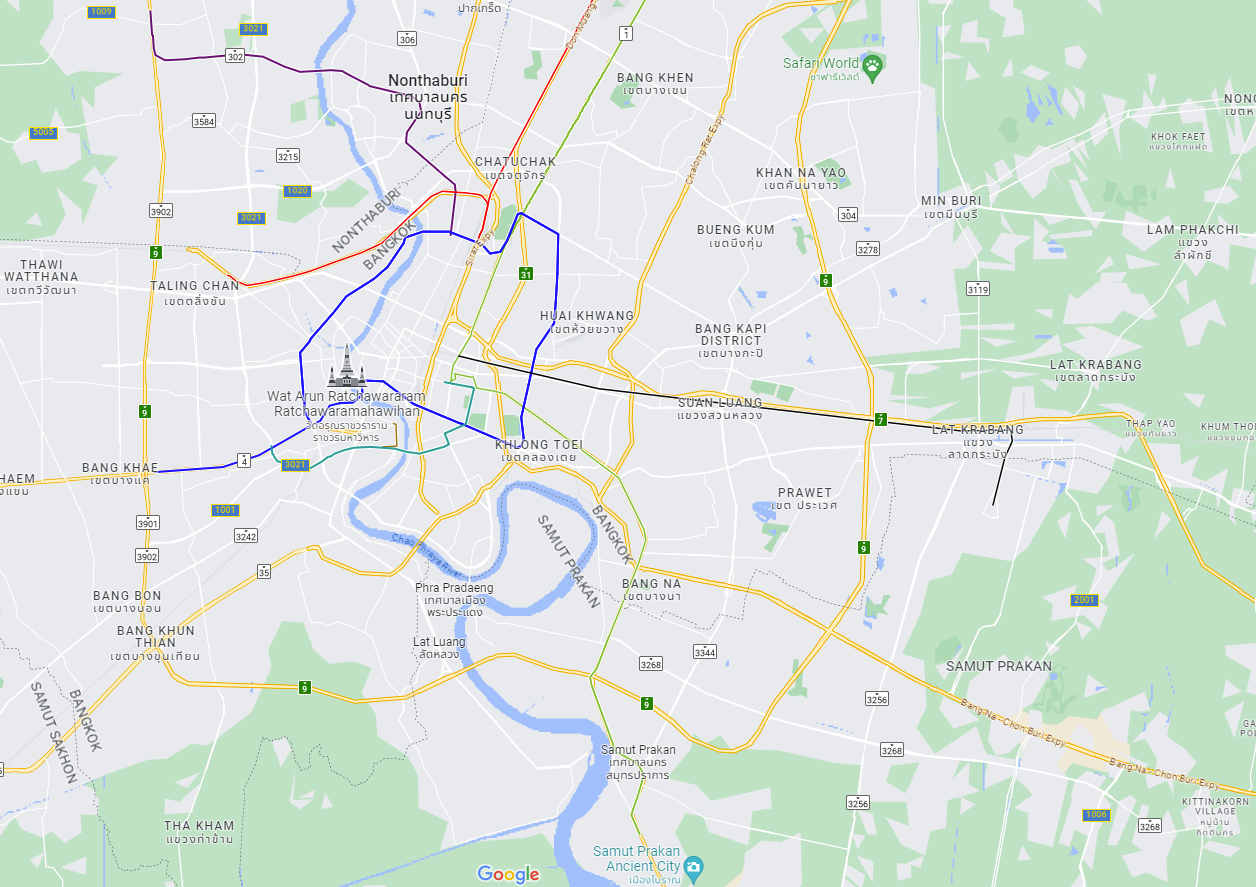 1009
ปากเกร็ด
3021
306
1
302
Don Mueang
Nonthaburi
เทศบาลนคร
นนทบุรี
BANG KHEN
เขตบางเขน
Safari World
ซาฟารีเวิลด์
NONG
3584
5005
3215
KHOK FAET
แขวงโคกแฝด
CHATUCHAK
เขตจตุจักร
Chalong Rat Expy
KHAN NA YAO
เขตคันนายาว
1020
3021
3902
NONTHABURI
BANGKOK
304
MIN BURI
เขตมีนบุรี
BUENG KUM
เขตบึงกุ่ม
3278
LAM PHAKCHI
แขวง
ลำผักชี
9
Sirat Expy
31
9
3119
THAWI
WATTHANA
เขตทวีวัฒนา
TALING CHAN
เขตตลิ่งชัน
HUAI KHWANG
เขตห้วยขวาง
BANG KAPI
DISTRICT
เขตบางกะปิ
LAT KRABANG
เขตลาดกระบัง
Wat Arun Ratchawararam
Ratchawaramahawihan
วัดอรุณราชวราราม
ราชวรมหาวิหาร
9
SUAN LUANG
แขวงสวนหลวง
7
LAT KRABANG
แขวง
ลาดกระบัง
THAP YAO
แขวงทับยาว
KHUM THO
KHLONG TOEI
เขตคลองเตย
4
3021
BANG KHAE
เขตบางแค
HAEM
งแขม
PRAWET
เขต ประเวศ
1001
3901
3242
3902
35
9
Chao Phraya River
SAMUT PRAKAN
BANGKOK
BANG NA
เขตบางนา
Phra Pradaeng
เทศบาลเมือง
พระประแดง
BANG BON
เขตบางบอน
2001
BANG KHUN
THIAN
เขตบางขุนเทียน
Lat Luang
ลัดหลวง
3268
3344
SAMUT PRAKAN
9
9
3256
Bang Na - Chon Buri Expy
SAMUT SAKHON
BANGKOK
Samut Prakan
เทศบาลนคร
สมุทรปราการ
3268
Bang Na - Chon Buri Expy
3256
1006
3268
KITTINAKORN
VILLAGE
หมู่บ้าน
กิตตินคร
THA KHAM
แขวงท่าข้าม
Samut Prakan
Ancient City
เมืองโบราณ
Google